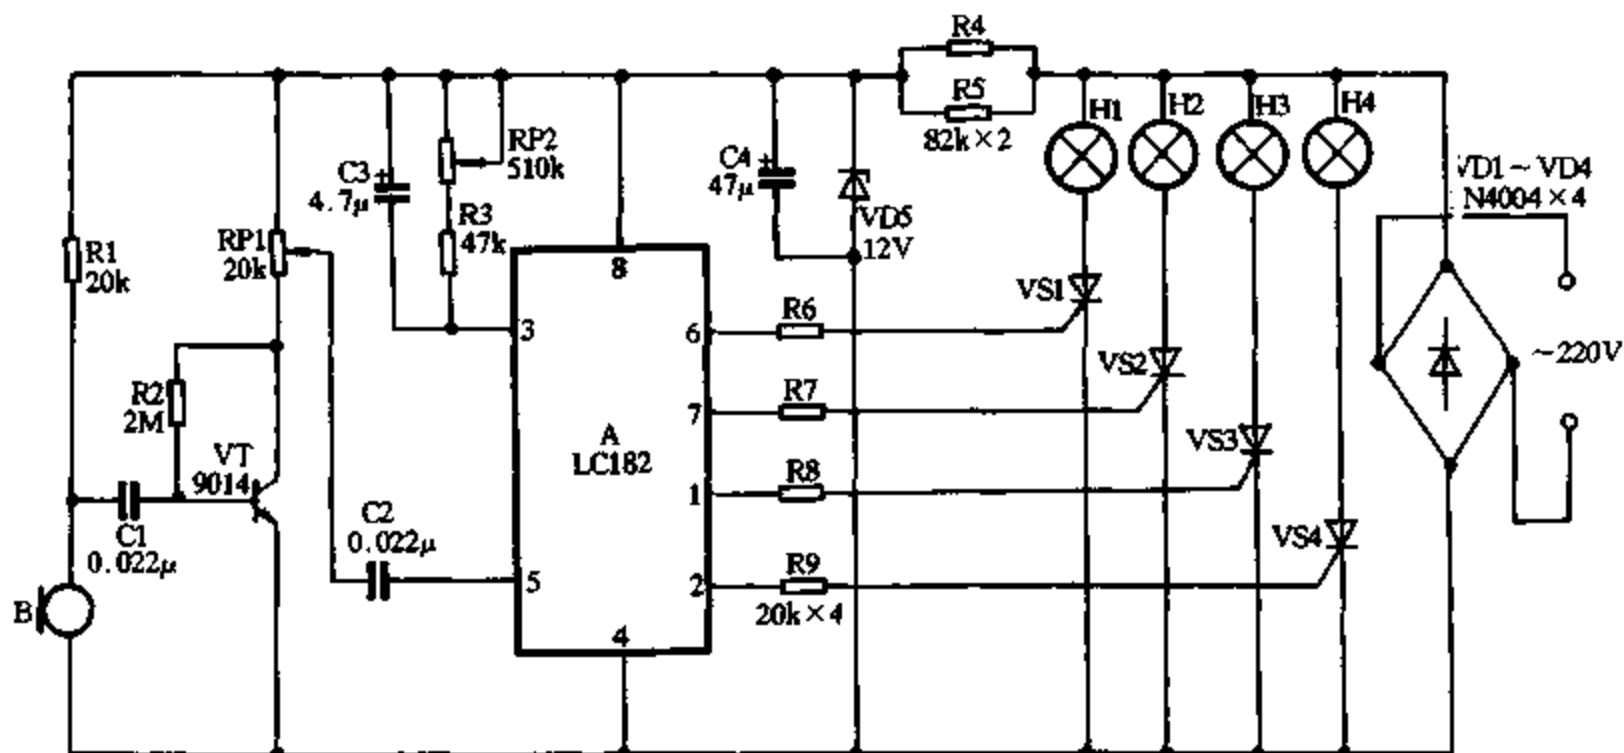 R4
R5
82k×2
H1
H2
H3
H4
VD1～VD4
N4004×4
~220V
C3
+
4.7μ
RP2
510k
R3
47k
C4
+
47μ
VD5
12V
R1
20k
RP1
20k
8
3
6
7
1
2
5
4
A
LC182
R6
R7
R8
R9
20k×4
VS1
VS2
VS3
VS4
R2
2M
VT
9014
C1
0.022μ
C2
0.022μ
B